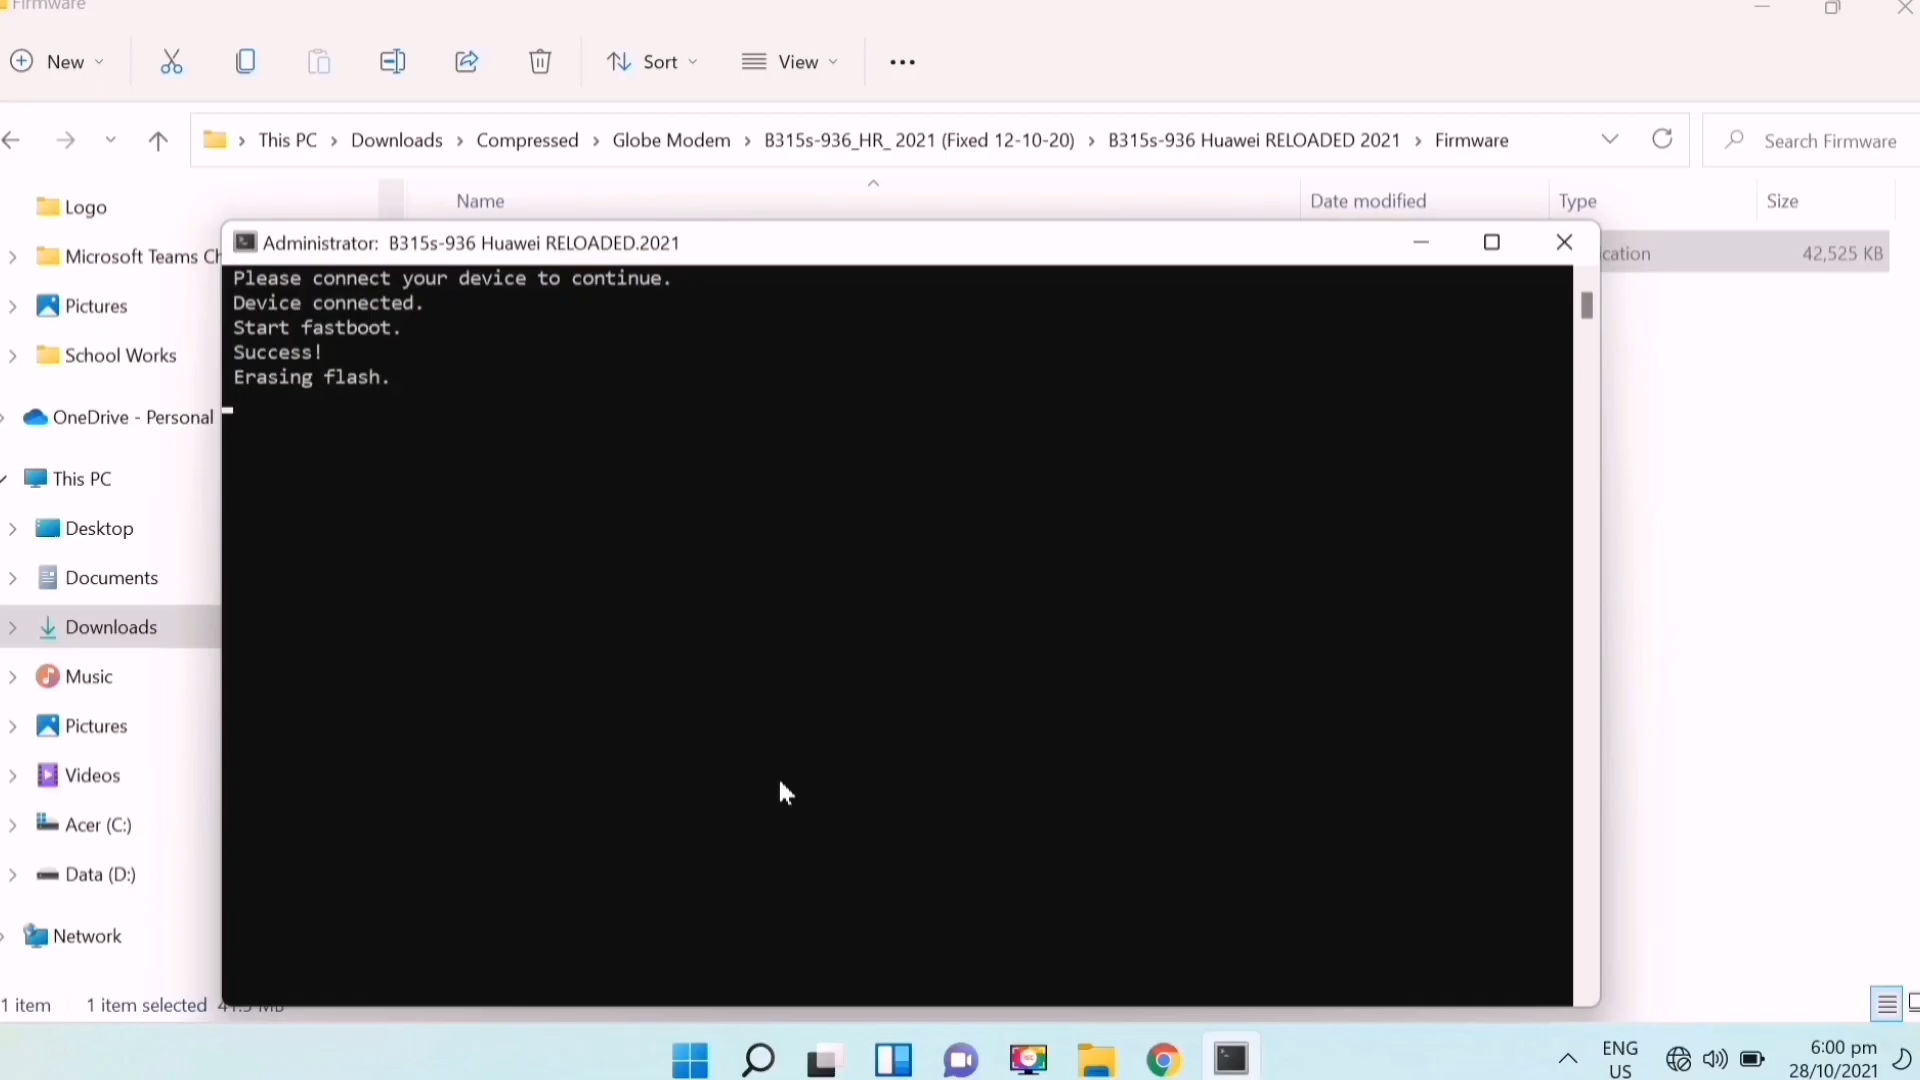 Firmware
New
Sort
View
This PC > Downloads > Compressed > Globe Modem > B315s-936_HR_ 2021 (Fixed 12-10-20) > B315s-936 Huawei RELOADED 2021 > Firmware
Search Firmware
Name
Date modified
Type
Size
Logo
Microsoft Teams Ch
Pictures
School Works
OneDrive - Personal
This PC
Desktop
Documents
Downloads
Music
Pictures
Videos
Acer (C:)
Data (D:)
Network
cation
42,525 KB
Administrator: B315s-936 Huawei RELOADED.2021
Please connect your device to continue.
Device connected.
Start fastboot.
Success!
Erasing flash.
1 item
1 item selected
ENG
US
6:00 pm
28/10/2021